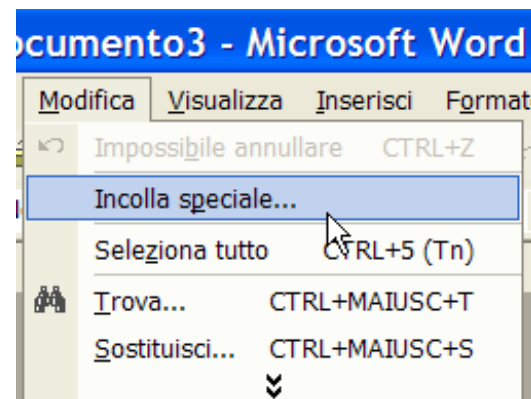 ocumento3 - Microsoft Word
Modifica Visualizza Inserisci Format
Impossibile annullare CTRL+Z
Incolla speciale...
Seleziona tutto CTRL+5 (Tn)
Trova... CTRL+MAIUSC+T
Sostituisci... CTRL+MAIUSC+S